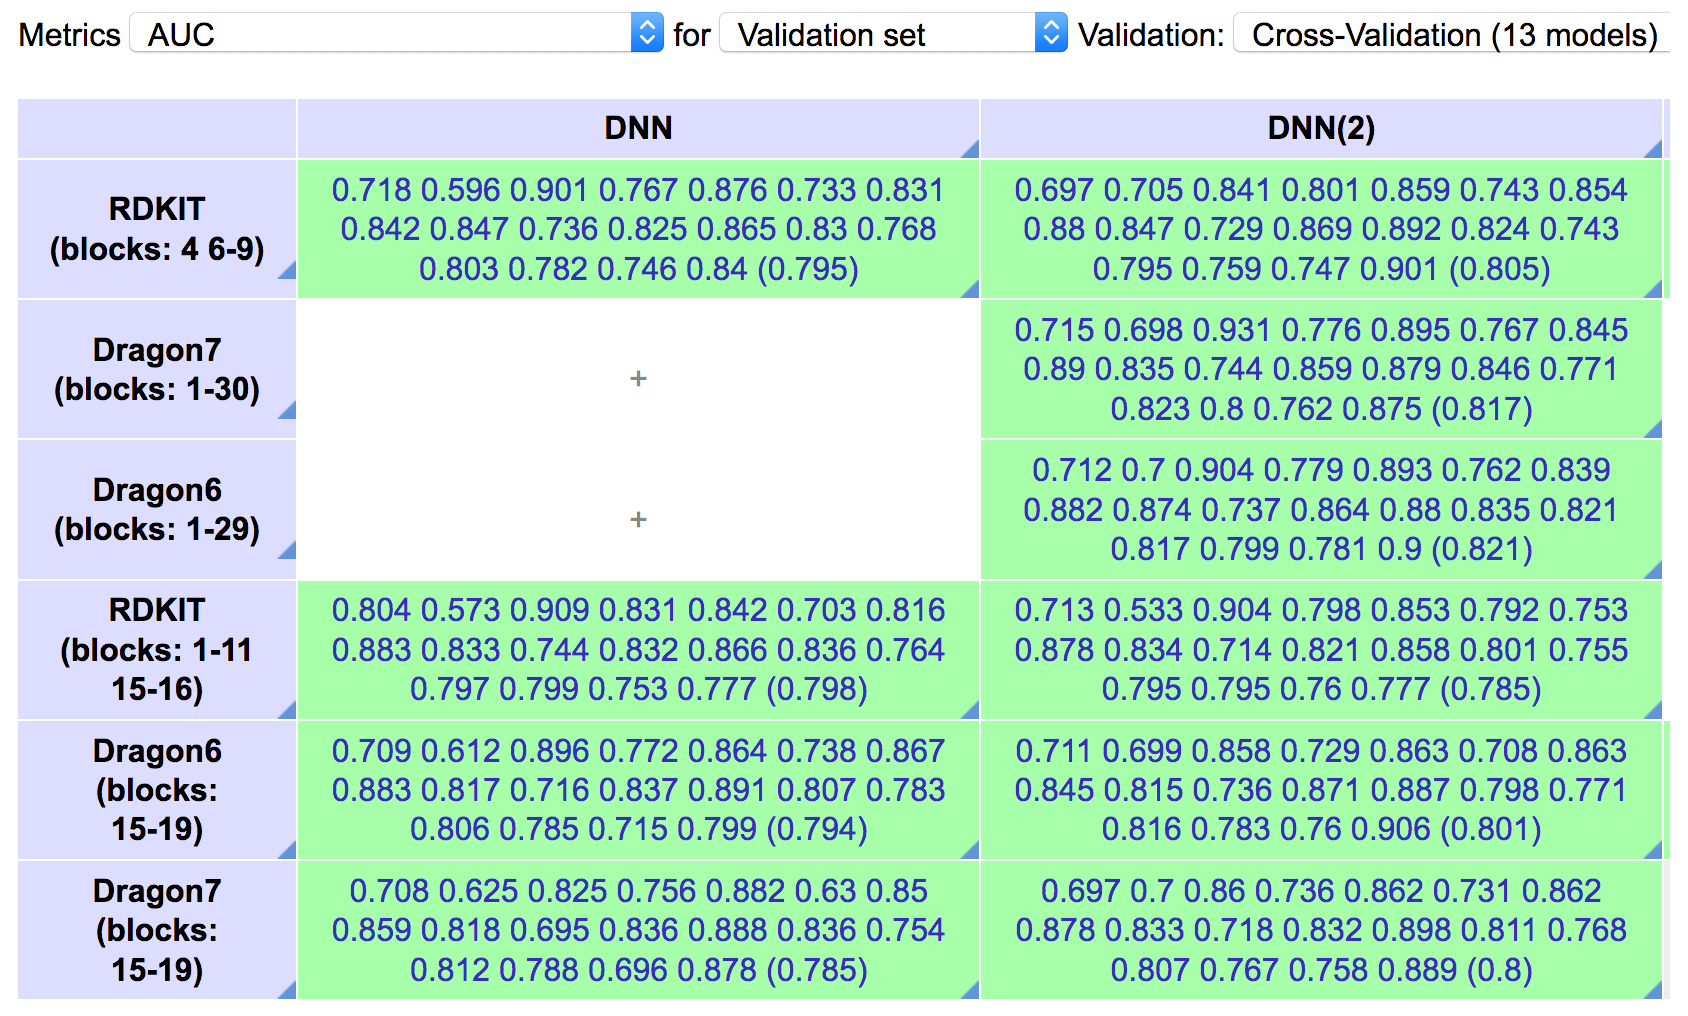 Metrics AUC for Validation set Validation: Cross-Validation (13 models)
DNN DNN(2)
RDKIT
(blocks: 4 6-9)
0.718 0.596 0.901 0.767 0.876 0.733 0.831
0.842 0.847 0.736 0.825 0.865 0.83 0.768
0.803 0.782 0.746 0.84 (0.795)
0.697 0.705 0.841 0.801 0.859 0.743 0.854
0.88 0.847 0.729 0.869 0.892 0.824 0.743
0.795 0.759 0.747 0.901 (0.805)
Dragon7
(blocks: 1-30)
+
0.715 0.698 0.931 0.776 0.895 0.767 0.845
0.89 0.835 0.744 0.859 0.879 0.846 0.771
0.823 0.8 0.762 0.875 (0.817)
Dragon6
(blocks: 1-29)
+
0.712 0.7 0.904 0.779 0.893 0.762 0.839
0.882 0.874 0.737 0.864 0.88 0.835 0.821
0.817 0.799 0.781 0.9 (0.821)
RDKIT
(blocks: 1-11
15-16)
0.804 0.573 0.909 0.831 0.842 0.703 0.816
0.883 0.833 0.744 0.832 0.866 0.836 0.764
0.797 0.799 0.753 0.777 (0.798)
0.713 0.533 0.904 0.798 0.853 0.792 0.753
0.878 0.834 0.714 0.821 0.858 0.801 0.755
0.795 0.795 0.76 0.777 (0.785)
Dragon6
(blocks:
15-19)
0.709 0.612 0.896 0.772 0.864 0.738 0.867
0.883 0.817 0.716 0.837 0.891 0.807 0.783
0.806 0.785 0.715 0.799 (0.794)
0.711 0.699 0.858 0.729 0.863 0.708 0.863
0.845 0.815 0.736 0.871 0.887 0.798 0.771
0.816 0.783 0.76 0.906 (0.801)
Dragon7
(blocks:
15-19)
0.708 0.625 0.825 0.756 0.882 0.63 0.85
0.859 0.818 0.695 0.836 0.888 0.836 0.754
0.812 0.788 0.696 0.878 (0.785)
0.697 0.7 0.86 0.736 0.862 0.731 0.862
0.878 0.833 0.718 0.832 0.898 0.811 0.768
0.807 0.767 0.758 0.889 (0.8)